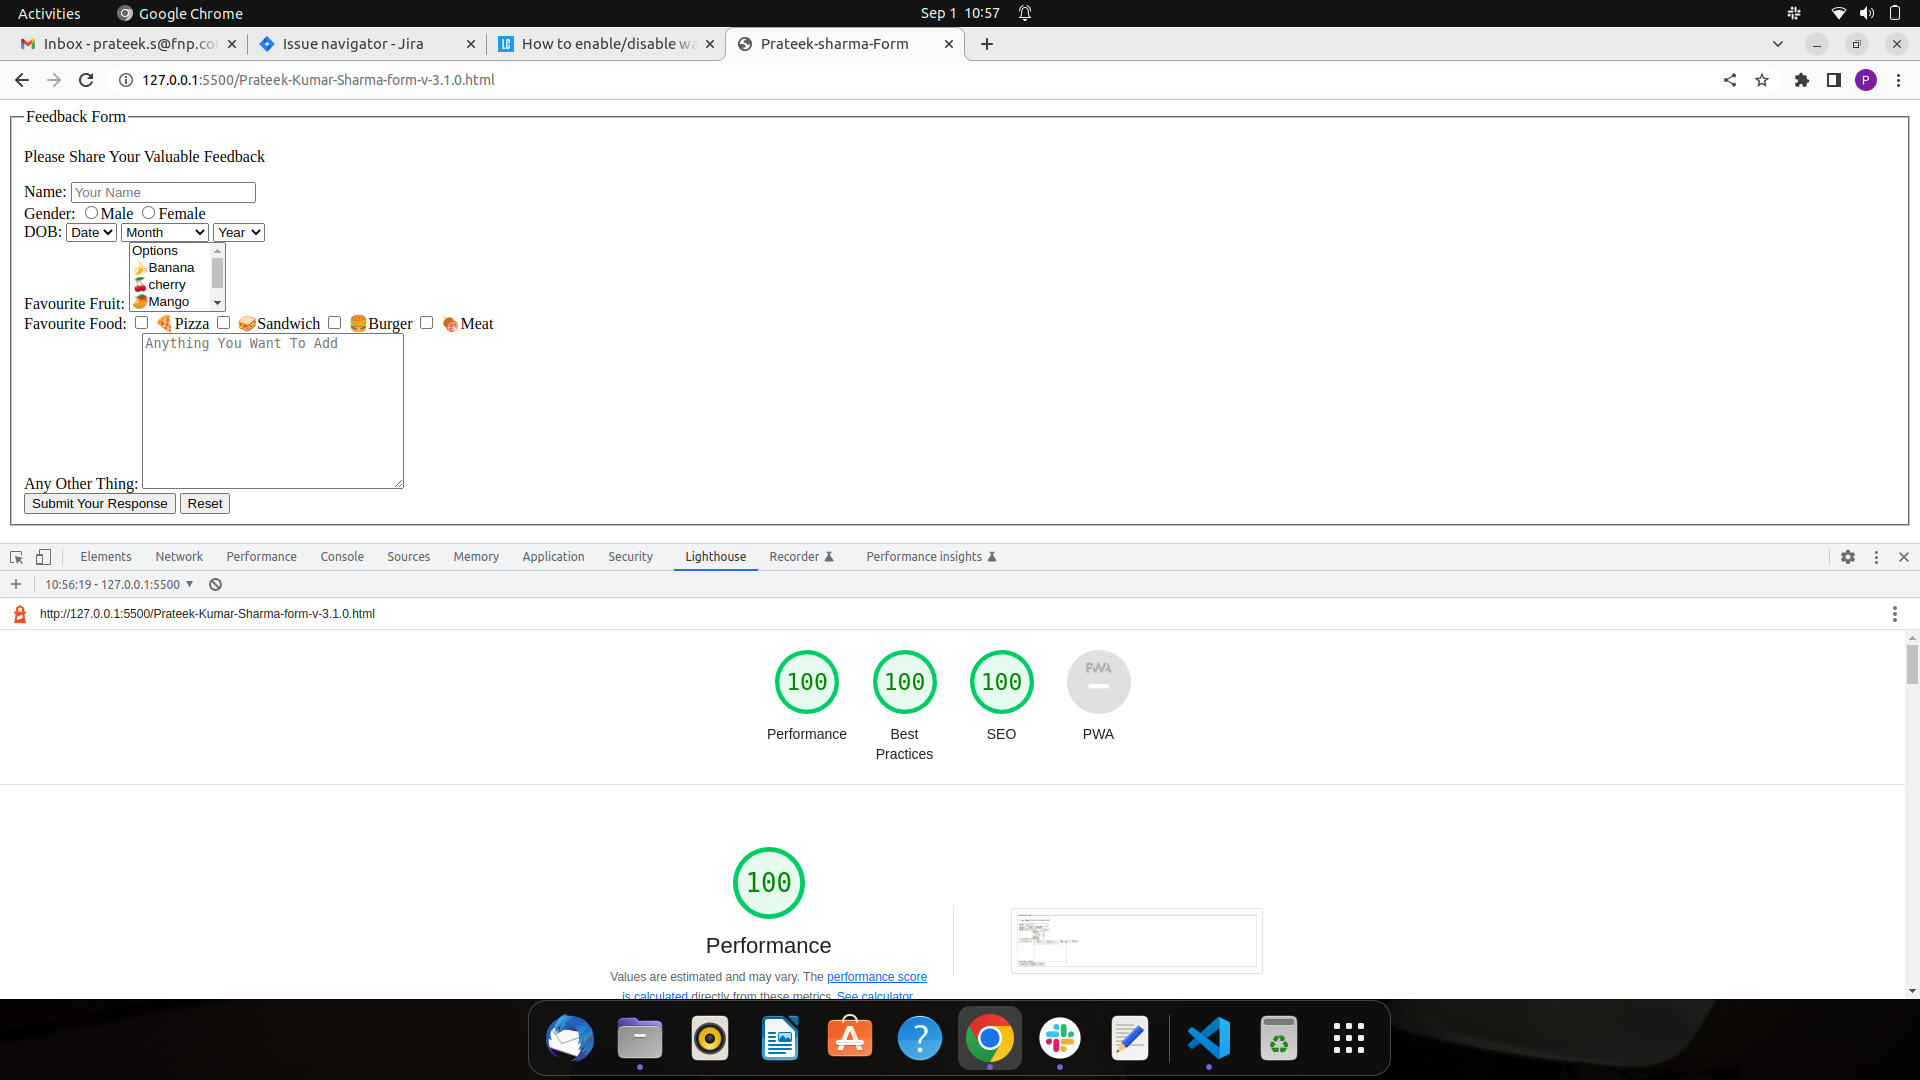 Activities Google Chrome Sep 1 10:57
Inbox - prateek.s@fnp.co Issue navigator - Jira How to enable/disable wa Prateek-sharma-Form
127.0.0.1:5500/Prateek-Kumar-Sharma-form-v-3.1.0.html P
Feedback Form
Please Share Your Valuable Feedback
Name: Your Name
Gender: Male Female
DOB: Date Month Year
Options
🍌Banana
🍒cherry
🥭Mango
Favourite Fruit:
Favourite Food: 🍕Pizza 🥪Sandwich 🍔Burger 🍖Meat
Anything You Want To Add
Any Other Thing:
Submit Your Response Reset
Elements Network Performance Console Sources Memory Application Security Lighthouse Recorder Performance insights
10:56:19 - 127.0.0.1:5500
http://127.0.0.1:5500/Prateek-Kumar-Sharma-form-v-3.1.0.html
100 100 100 PWA
Performance Best Practices SEO PWA
100
Performance
Values are estimated and may vary. The performance score
is calculated directly from these metrics. See calculator.